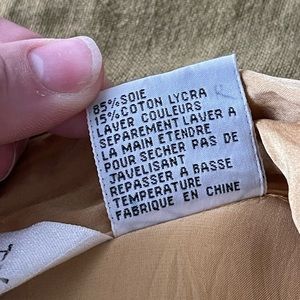 85% SOIE
15% COTON LYCRA
LAVER COULEURS
SEPAREMENT LAVER A
LA MAIN ETENDRE
POUR SECHER PAS DE
JAVELISANT
REPASSER A BASSE
TEMPERATURE
FABRIQUE EN CHINE